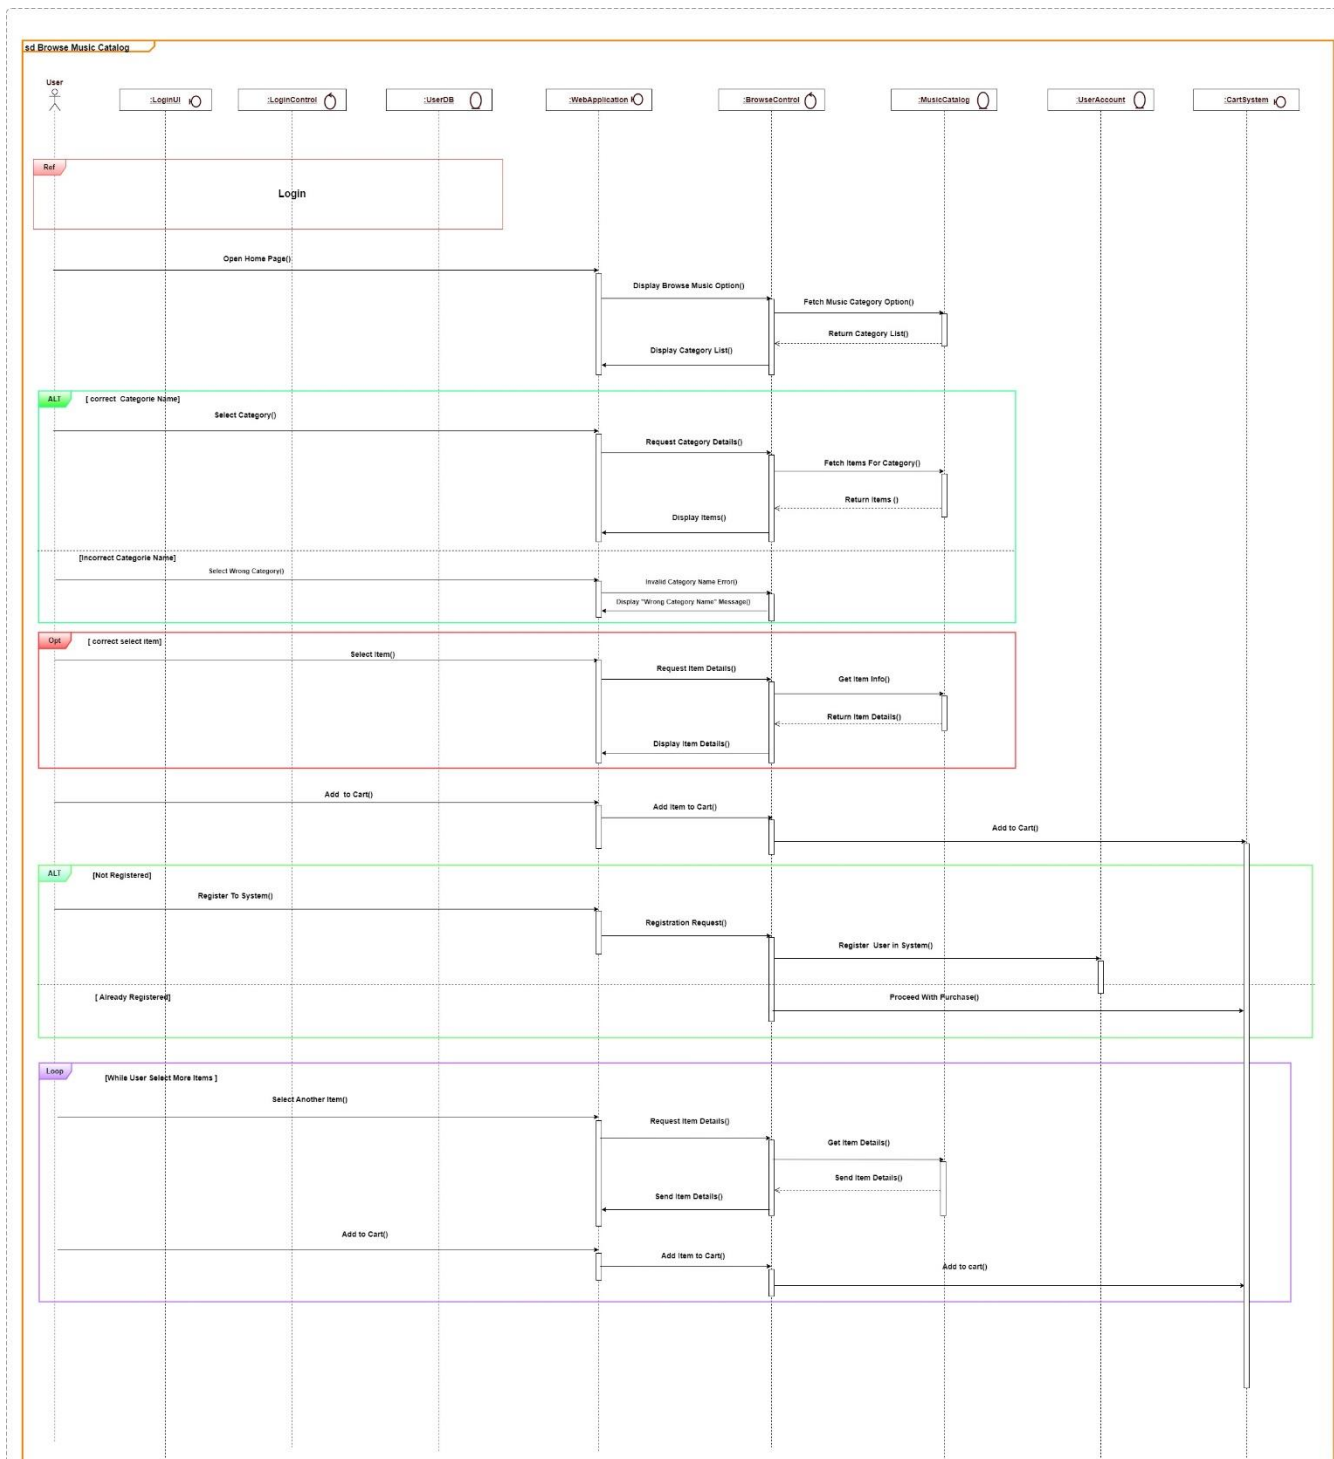 sd Browse Music Catalog
User
:LoginUI
:LoginControl
:UserDB
:WebApplication
:BrowseControl
:MusicCatalog
:UserAccount
:CartSystem
Ref
Login
Open Home Page()
Display Browse Music Option()
Fetch Music Category Option()
Return Category List()
Display Category List()
ALT
[ correct Categorie Name]
Select Category()
Request Category Details()
Fetch Items For Category()
Return Items ()
Display Items()
[Incorrect Categorie Name]
Select Wrong Category()
Invalid Category Name Error()
Display "Wrong Category Name" Message()
Opt
[ correct select item]
Select Item()
Request Item Details()
Get Item Info()
Return Item Details()
Display Item Details()
Add to Cart()
Add Item to Cart()
Add to Cart()
ALT
[Not Registered]
Register To System()
Registration Request()
Register User in System()
[ Already Registered]
Proceed With Purchase()
Loop
[While User Select More Items ]
Select Another Item()
Request Item Details()
Get Item Details()
Send Item Details()
Send Item Details()
Add to Cart()
Add Item to Cart()
Add to cart()